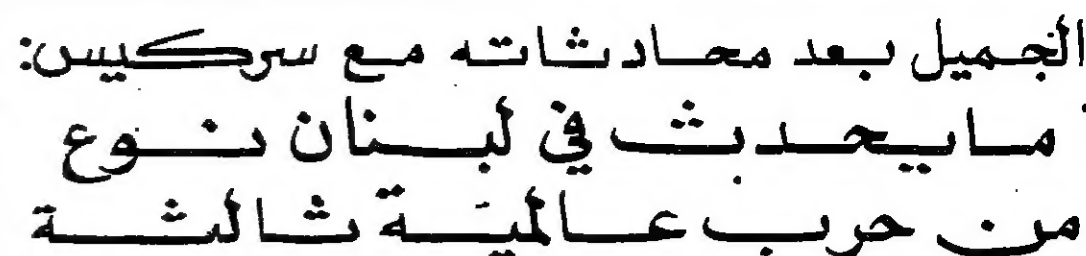 الجميل بعد محادثاته مع سركيس:
ما يحدث في لبنان نوع
من حرب عالمية ثالثة